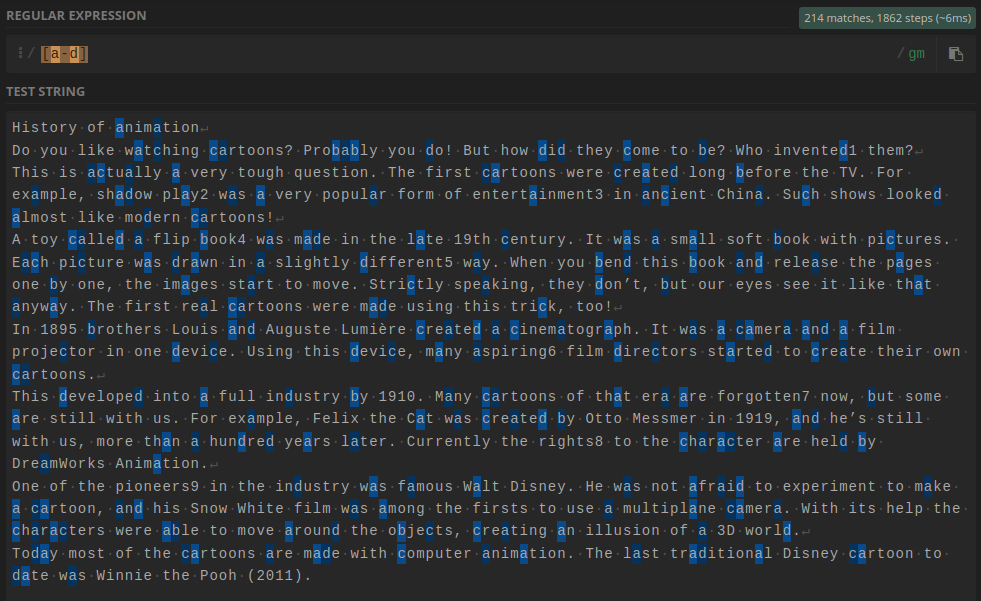 REGULAR EXPRESSION
214 matches, 1862 steps (~6ms)
/ [a-d] / gm
TEST STRING
History of animation
Do you like watching cartoons? Probably you do! But how did they come to be? Who invented1 them?
This is actually a very tough question. The first cartoons were created long before the TV. For
example, shadow play2 was a very popular form of entertainment3 in ancient China. Such shows looked
almost like modern cartoons!
A toy called a flip book4 was made in the late 19th century. It was a small soft book with pictures.
Each picture was drawn in a slightly different5 way. When you bend this book and release the pages
one by one, the images start to move. Strictly speaking, they don’t, but our eyes see it like that
anyway. The first real cartoons were made using this trick, too!
In 1895 brothers Louis and Auguste Lumière created a cinematograph. It was a camera and a film
projector in one device. Using this device, many aspiring6 film directors started to create their own
cartoons.
This developed into a full industry by 1910. Many cartoons of that era are forgotten7 now, but some
are still with us. For example, Felix the Cat was created by Otto Messmer in 1919, and he’s still
with us, more than a hundred years later. Currently the rights8 to the character are held by
DreamWorks Animation.
One of the pioneers9 in the industry was famous Walt Disney. He was not afraid to experiment to make
a cartoon, and his Snow White film was among the firsts to use a multiplane camera. With its help the
characters were able to move around the objects, creating an illusion of a 3D world.
Today most of the cartoons are made with computer animation. The last traditional Disney cartoon to
date was Winnie the Pooh (2011).